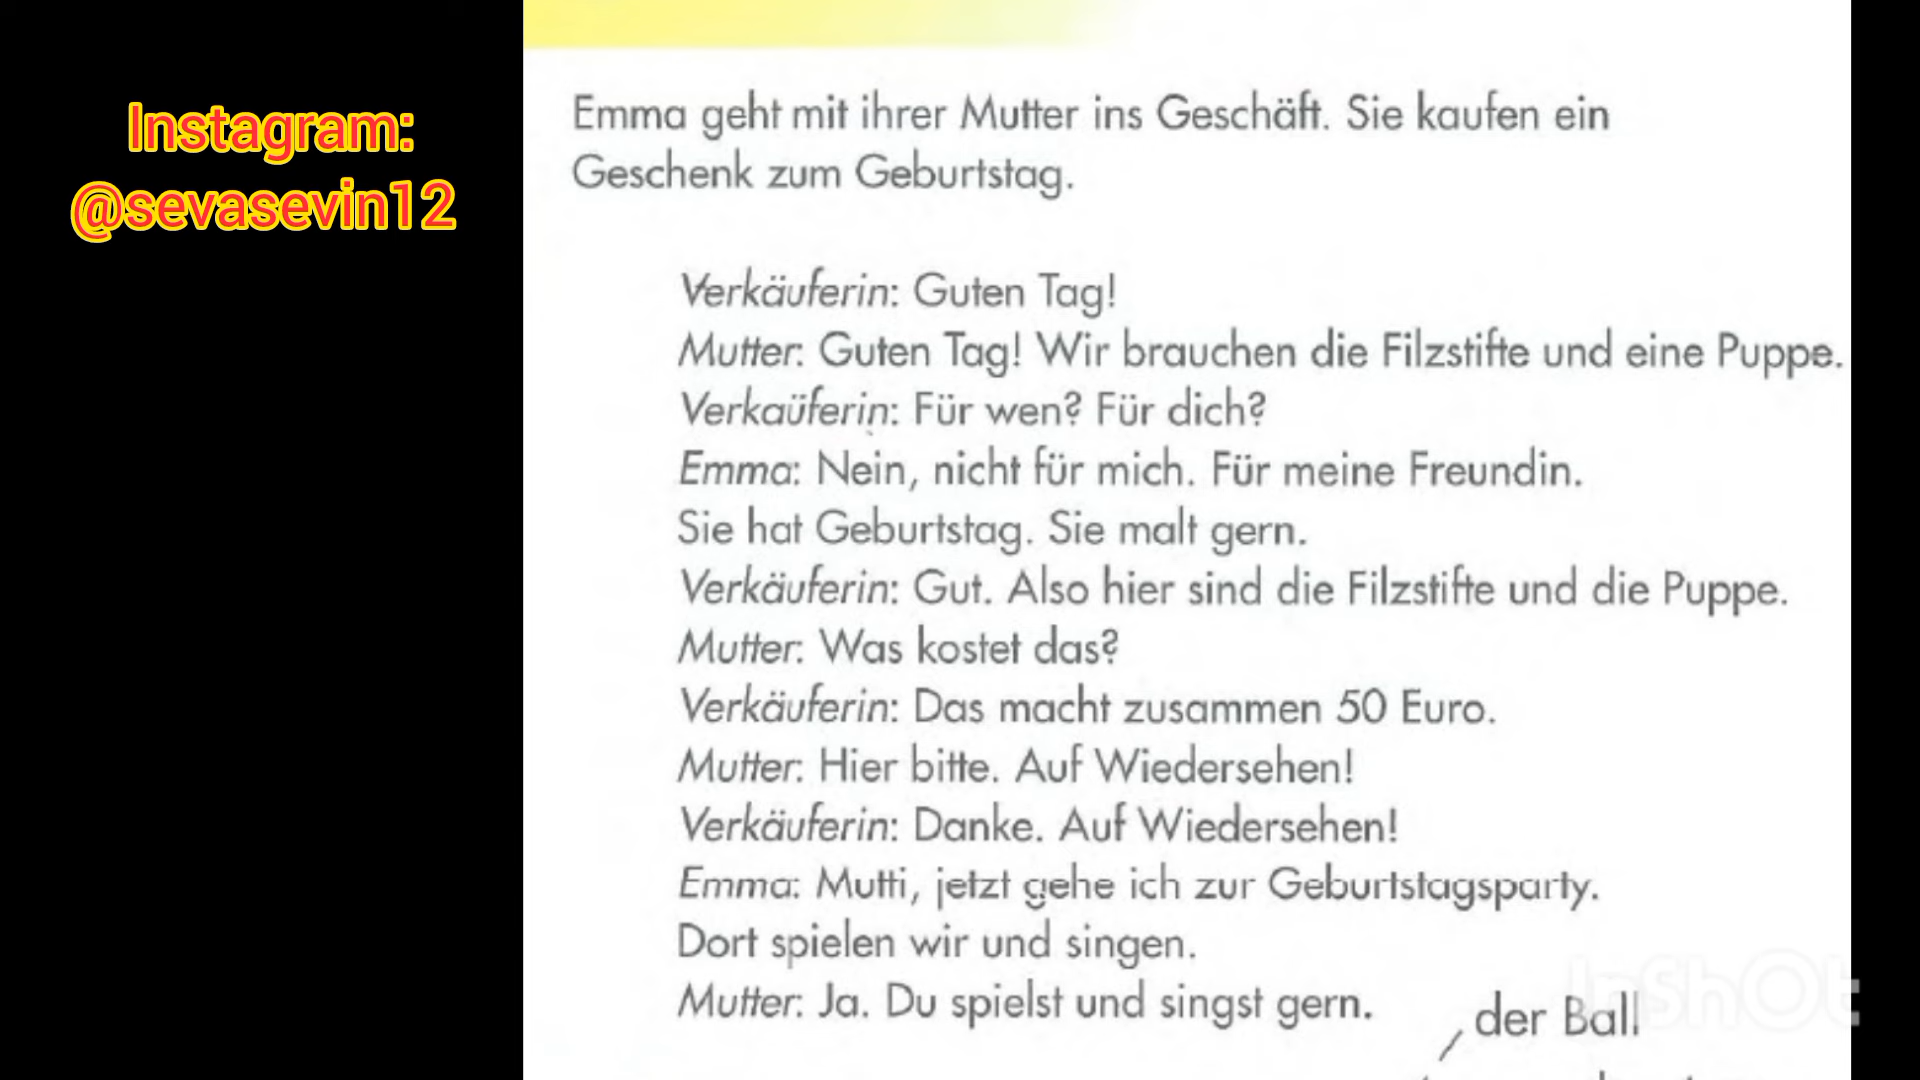 Instagram:
@sevasevin12
Emma geht mit ihrer Mutter ins Geschäft. Sie kaufen ein
Geschenk zum Geburtstag.
Verkäuferin: Guten Tag!
Mutter: Guten Tag! Wir brauchen die Filzstifte und eine Puppe.
Verkaüferin: Für wen? Für dich?
Emma: Nein, nicht für mich. Für meine Freundin.
Sie hat Geburtstag. Sie malt gern.
Verkäuferin: Gut. Also hier sind die Filzstifte und die Puppe.
Mutter: Was kostet das?
Verkäuferin: Das macht zusammen 50 Euro.
Mutter: Hier bitte. Auf Wiedersehen!
Verkäuferin: Danke. Auf Wiedersehen!
Emma: Mutti, jetzt gehe ich zur Geburtstagsparty.
Dort spielen wir und singen.
Mutter: Ja. Du spielst und singst gern.
der Ball
InShOt